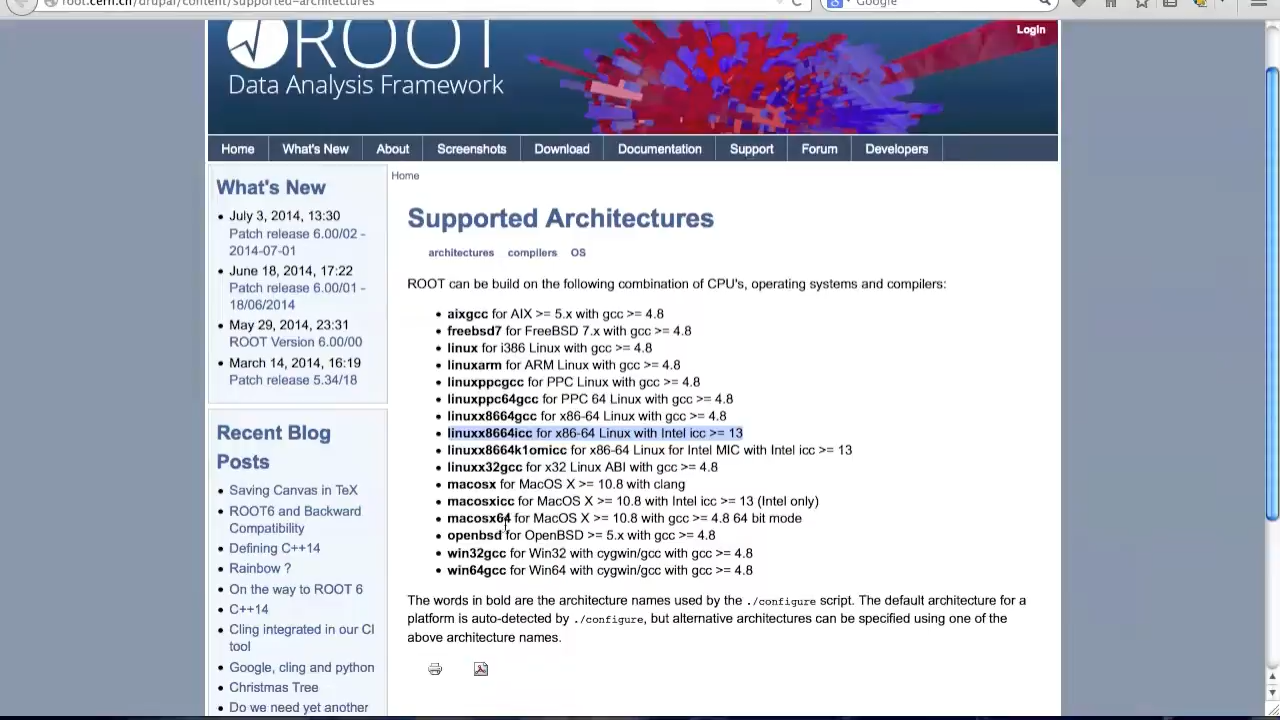 root.cern.ch/drupal/content/supported-architectures
Google
ROOT
Data Analysis Framework
Login
Home
What's New
About
Screenshots
Download
Documentation
Support
Forum
Developers
What's New
July 3, 2014, 13:30
Patch release 6.00/02 -
2014-07-01
June 18, 2014, 17:22
Patch release 6.00/01 -
18/06/2014
May 29, 2014, 23:31
ROOT Version 6.00/00
March 14, 2014, 16:19
Patch release 5.34/18
Recent Blog
Posts
Saving Canvas in TeX
ROOT6 and Backward
Compatibility
Defining C++14
Rainbow ?
On the way to ROOT 6
C++14
Cling integrated in our CI
tool
Google, cling and python
Christmas Tree
Do we need yet another
Home
Supported Architectures
architectures compilers OS
ROOT can be build on the following combination of CPU's, operating systems and compilers:
aixgcc for AIX >= 5.x with gcc >= 4.8
freebsd7 for FreeBSD 7.x with gcc >= 4.8
linux for i386 Linux with gcc >= 4.8
linuxarm for ARM Linux with gcc >= 4.8
linuxppcgcc for PPC Linux with gcc >= 4.8
linuxppc64gcc for PPC 64 Linux with gcc >= 4.8
linuxx8664gcc for x86-64 Linux with gcc >= 4.8
linuxx8664icc for x86-64 Linux with Intel icc >= 13
linuxx8664k1omicc for x86-64 Linux for Intel MIC with Intel icc >= 13
linuxx32gcc for x32 Linux ABI with gcc >= 4.8
macosx for MacOS X >= 10.8 with clang
macosxicc for MacOS X >= 10.8 with Intel icc >= 13 (Intel only)
macosx64 for MacOS X >= 10.8 with gcc >= 4.8 64 bit mode
openbsd for OpenBSD >= 5.x with gcc >= 4.8
win32gcc for Win32 with cygwin/gcc with gcc >= 4.8
win64gcc for Win64 with cygwin/gcc with gcc >= 4.8
The words in bold are the architecture names used by the ./configure script. The default architecture for a
platform is auto-detected by ./configure, but alternative architectures can be specified using one of the
above architecture names.